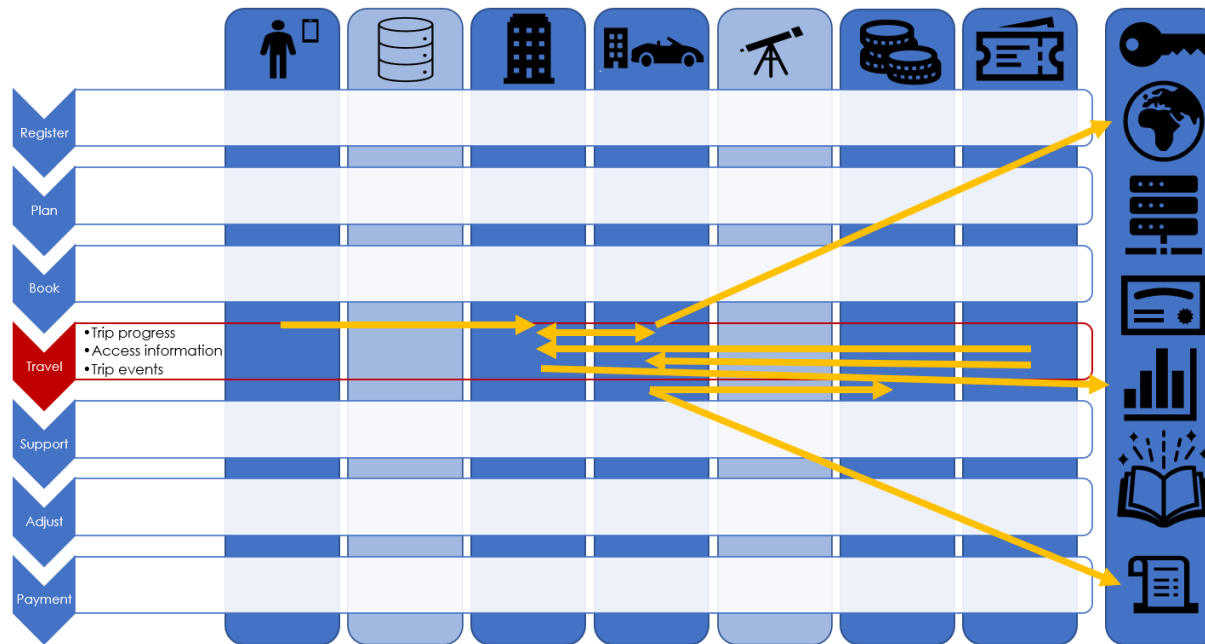 Register
Plan
Book
Travel
•Trip progress
•Access information
•Trip events
Support
Adjust
Payment